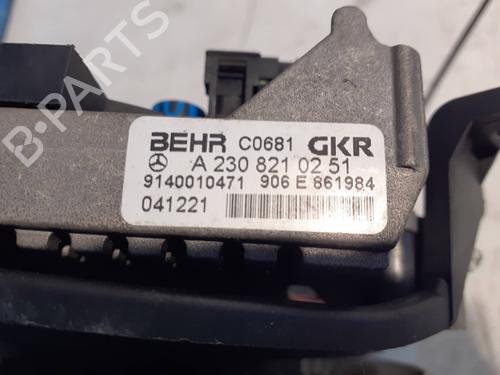 BEHR C0681 GKR
A 230 821 02 51
9140010471 906 E 861984
041221
B-PARTS